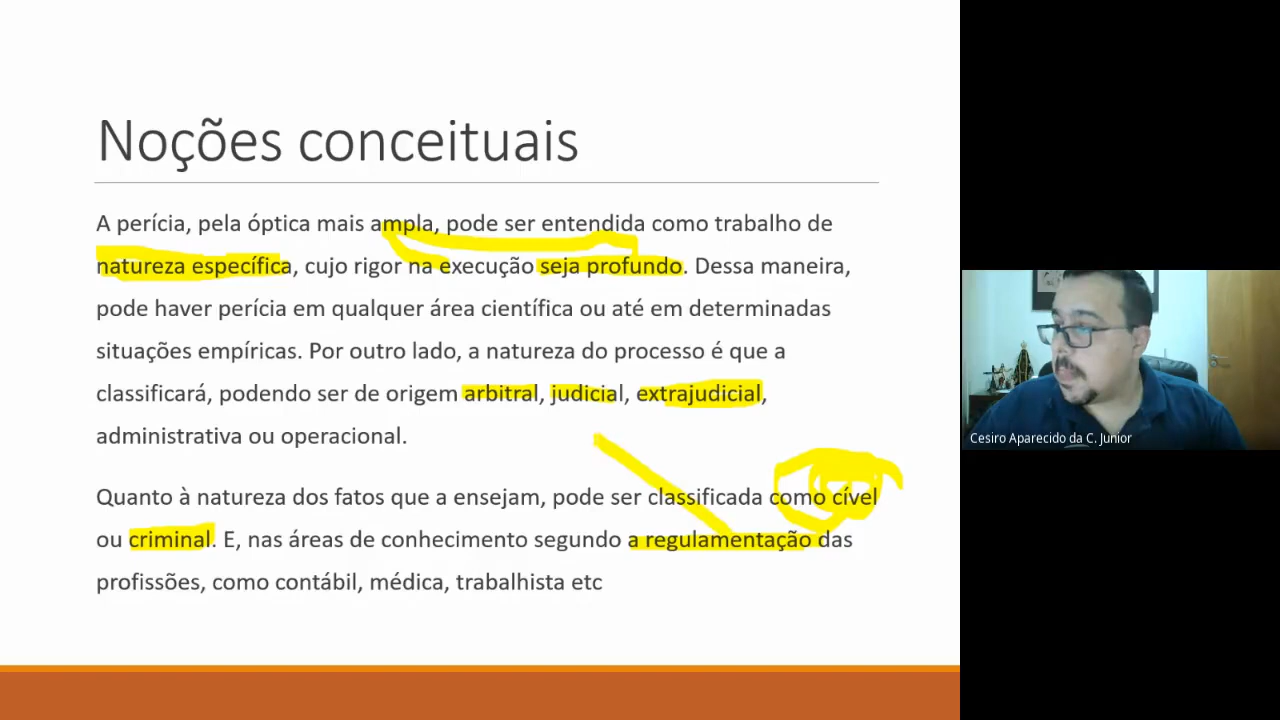 Noções conceituais
A perícia, pela óptica mais ampla, pode ser entendida como trabalho de
natureza específica, cujo rigor na execução seja profundo. Dessa maneira,
pode haver perícia em qualquer área científica ou até em determinadas
situações empíricas. Por outro lado, a natureza do processo é que a
classificará, podendo ser de origem arbitral, judicial, extrajudicial,
administrativa ou operacional.
Quanto à natureza dos fatos que a ensejam, pode ser classificada como cível
ou criminal. E, nas áreas de conhecimento segundo a regulamentação das
profissões, como contábil, médica, trabalhista etc
Cesiro Aparecido da C. Junior